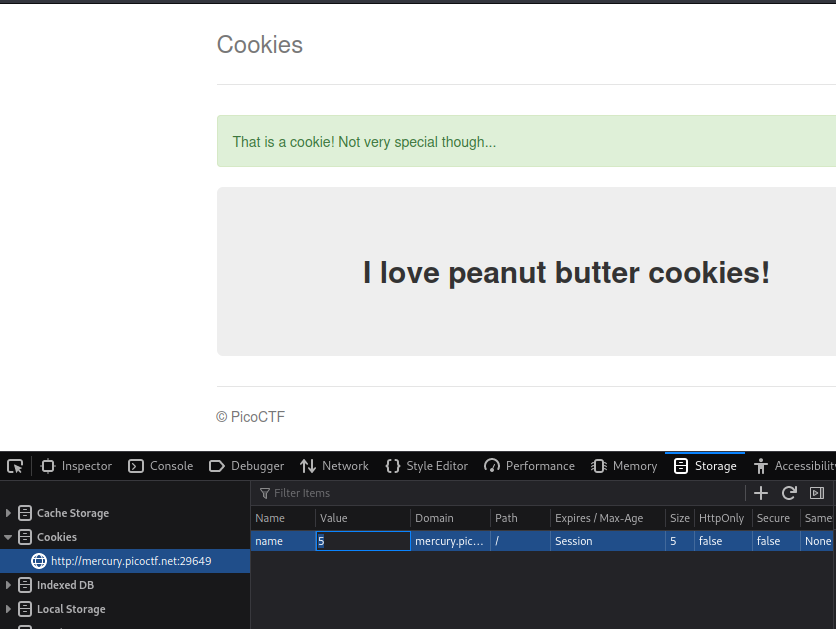 Cookies
That is a cookie! Not very special though...
I love peanut butter cookies!
© PicoCTF
Inspector Console Debugger Network Style Editor Performance Memory Storage Accessibility
Filter Items
Cache Storage
Cookies
http://mercury.picoctf.net:29649
Indexed DB
Local Storage
Name Value Domain Path Expires / Max-Age Size HttpOnly Secure Same
name 5 mercury.pic... / Session 5 false false None